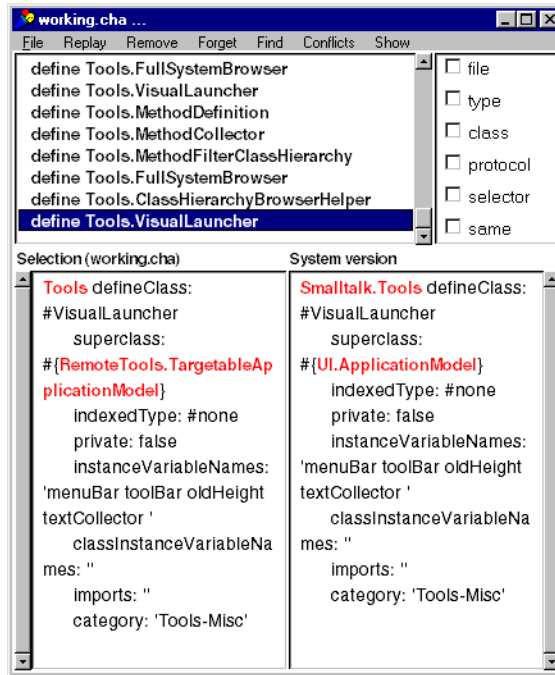 working.cha ...
File Replay Remove Forget Find Conflicts Show
define Tools.FullSystemBrowser
define Tools.VisualLauncher
define Tools.MethodDefinition
define Tools.MethodCollector
define Tools.MethodFilterClassHierarchy
define Tools.FullSystemBrowser
define Tools.ClassHierarchyBrowserHelper
define Tools.VisualLauncher
file
type
class
protocol
selector
same
Selection (working.cha)
Tools defineClass:
#VisualLauncher
superclass:
#{RemoteTools.TargetableAp
plicationModel}
indexedType: #none
private: false
instanceVariableNames:
'menuBar toolBar oldHeight
textCollector '
classInstanceVariableNa
mes: ''
imports: ''
category: 'Tools-Misc'
System version
Smalltalk.Tools defineClass:
#VisualLauncher
superclass:
#{UI.ApplicationModel}
indexedType: #none
private: false
instanceVariableNames:
'menuBar toolBar oldHeight
textCollector '
classInstanceVariableNa
mes: ''
imports: ''
category: 'Tools-Misc'